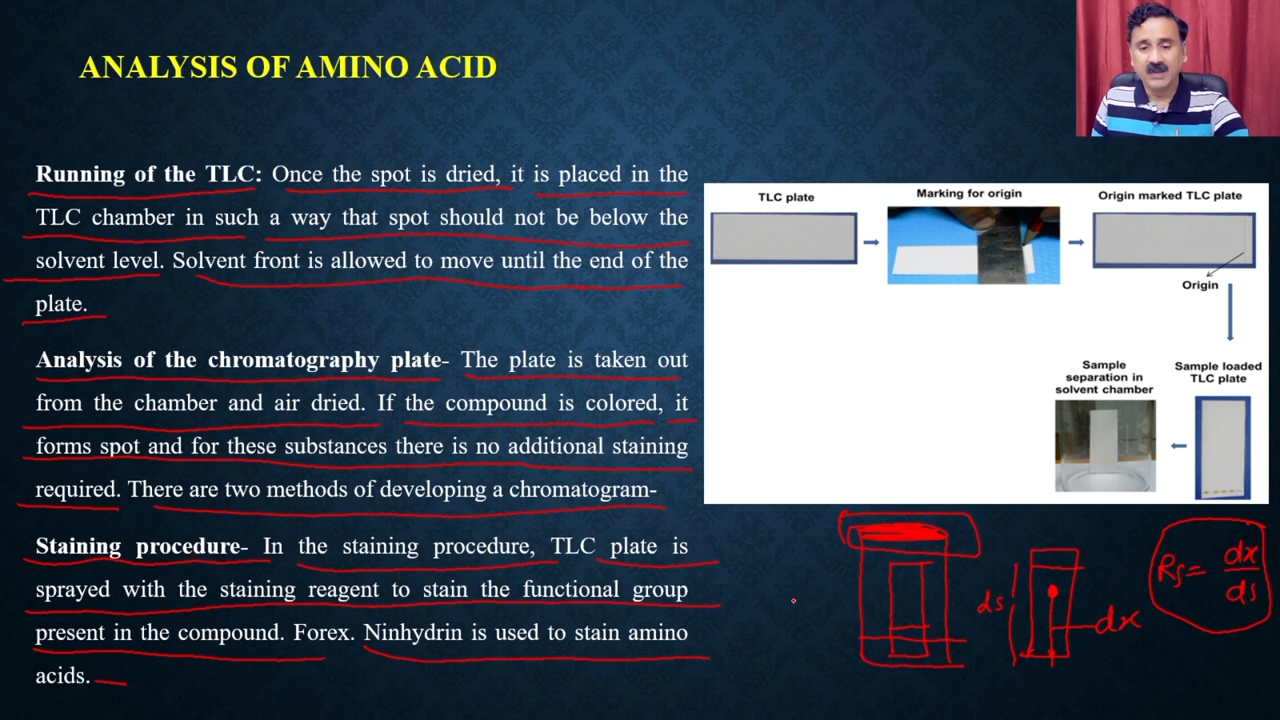 ANALYSIS OF AMINO ACID
Running of the TLC: Once the spot is dried, it is placed in the
TLC chamber in such a way that spot should not be below the
solvent level. Solvent front is allowed to move until the end of the
plate.
Analysis of the chromatography plate- The plate is taken out
from the chamber and air dried. If the compound is colored, it
forms spot and for these substances there is no additional staining
required. There are two methods of developing a chromatogram-
Staining procedure- In the staining procedure, TLC plate is
sprayed with the staining reagent to stain the functional group
present in the compound. Forex. Ninhydrin is used to stain amino
acids.
TLC plate
Marking for origin
Origin marked TLC plate
Origin
Sample
separation in
solvent chamber
Sample loaded
TLC plate
ds
dx
Rf = dx
ds